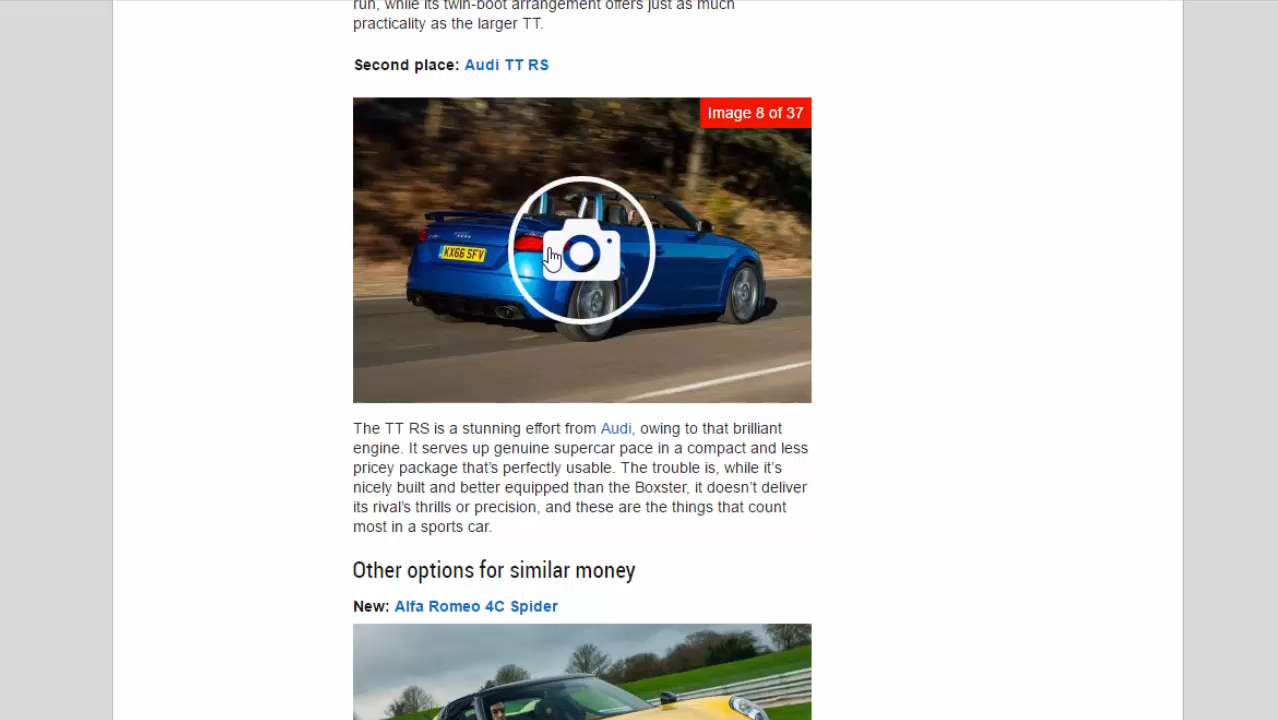 run, while its twin-boot arrangement offers just as much
practicality as the larger TT.
Second place: Audi TT RS
Image 8 of 37
KX66 SFV
The TT RS is a stunning effort from Audi, owing to that brilliant
engine. It serves up genuine supercar pace in a compact and less
pricey package that’s perfectly usable. The trouble is, while it’s
nicely built and better equipped than the Boxster, it doesn’t deliver
its rival’s thrills or precision, and these are the things that count
most in a sports car.
Other options for similar money
New: Alfa Romeo 4C Spider